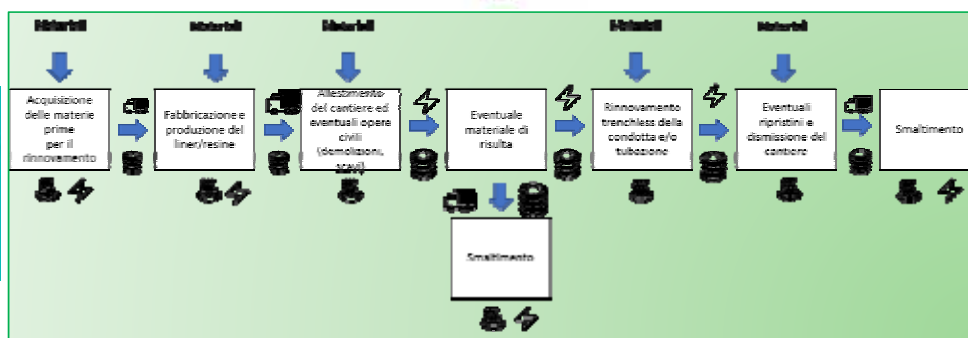 Materiali
Materiali
Materiali
Materiali
Materiali
Acquisizione
delle materie
prime
per il
rinnovamento
Fabbricazione e
produzione del
liner/resine
Allestimento
del cantiere ed
eventuali opere
civili
(demolizioni,
scavi)
Eventuale
materiale di
risulta
Rinnovamento
trenchless della
condotta e/o
tubazione
Eventuali
ripristini e
dismissione del
cantiere
Smaltimento
Smaltimento